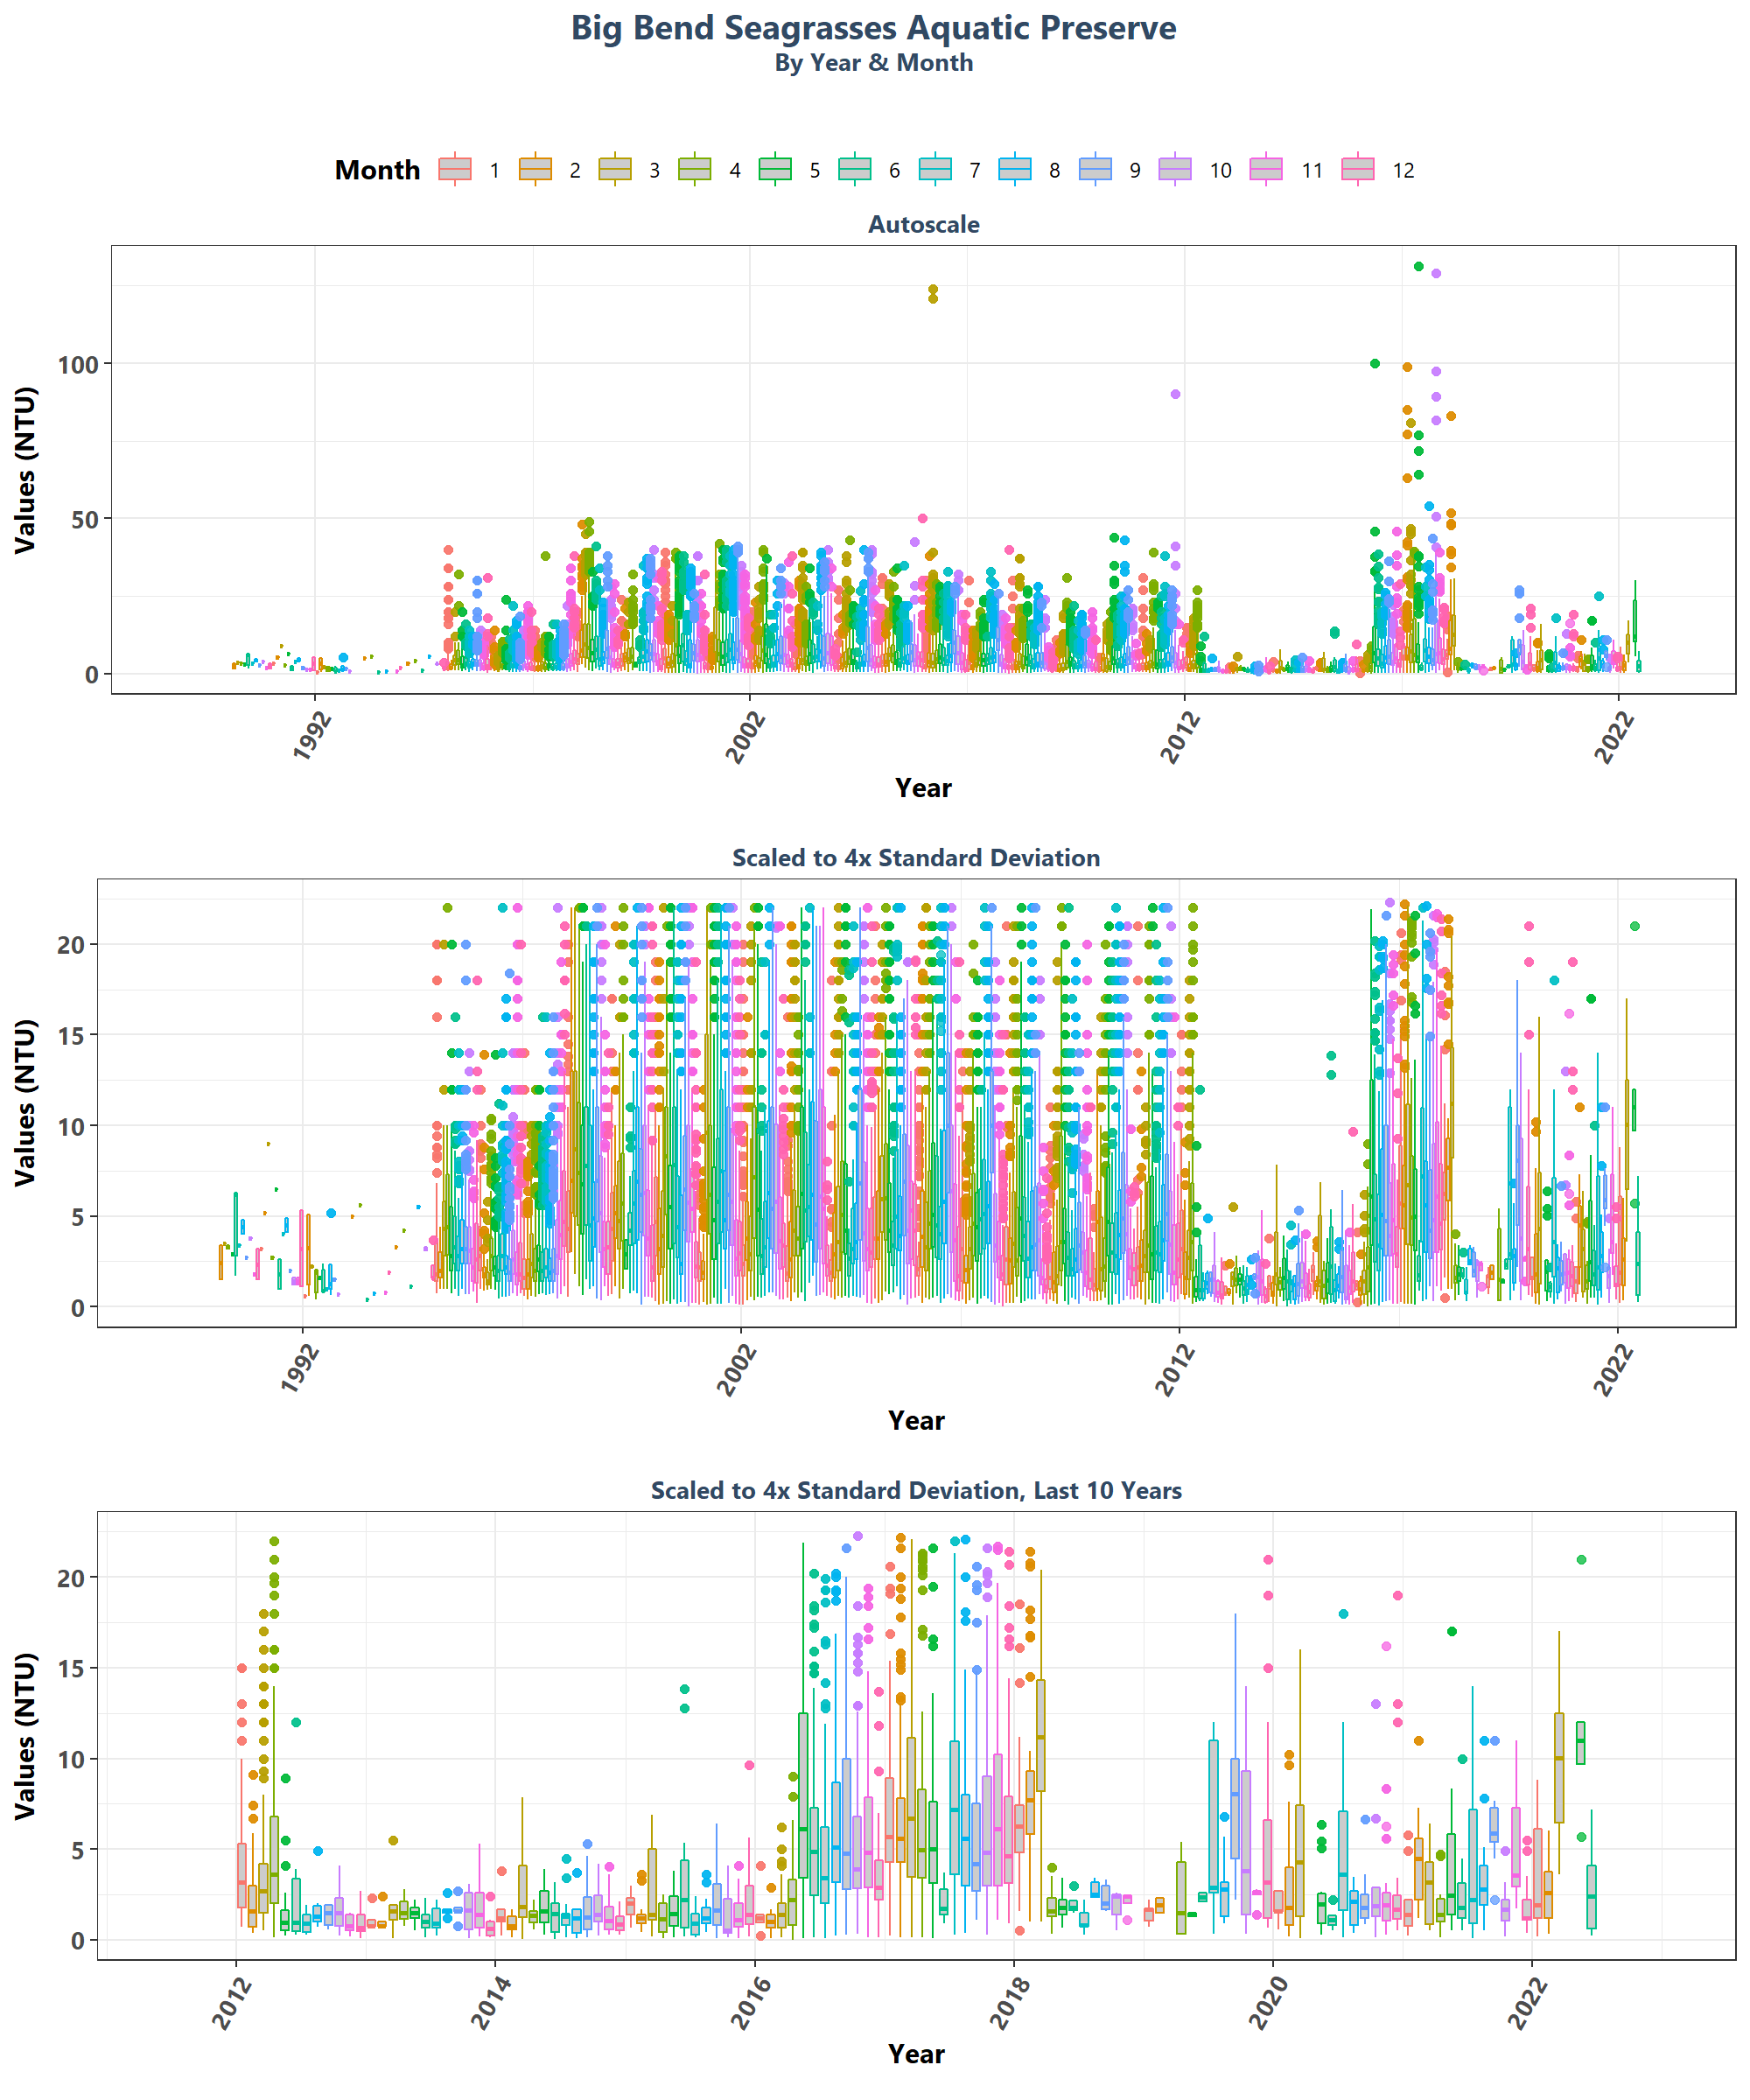 Big Bend Seagrasses Aquatic Preserve
By Year & Month
Month 1 2 3 4 5 6 7 8 9 10 11 12
Autoscale
Values (NTU)
100
50
0
1992 2002 2012 2022
Year
Scaled to 4x Standard Deviation
Values (NTU)
20
15
10
5
0
1992 2002 2012 2022
Year
Scaled to 4x Standard Deviation, Last 10 Years
Values (NTU)
20
15
10
5
0
2012 2014 2016 2018 2020 2022
Year